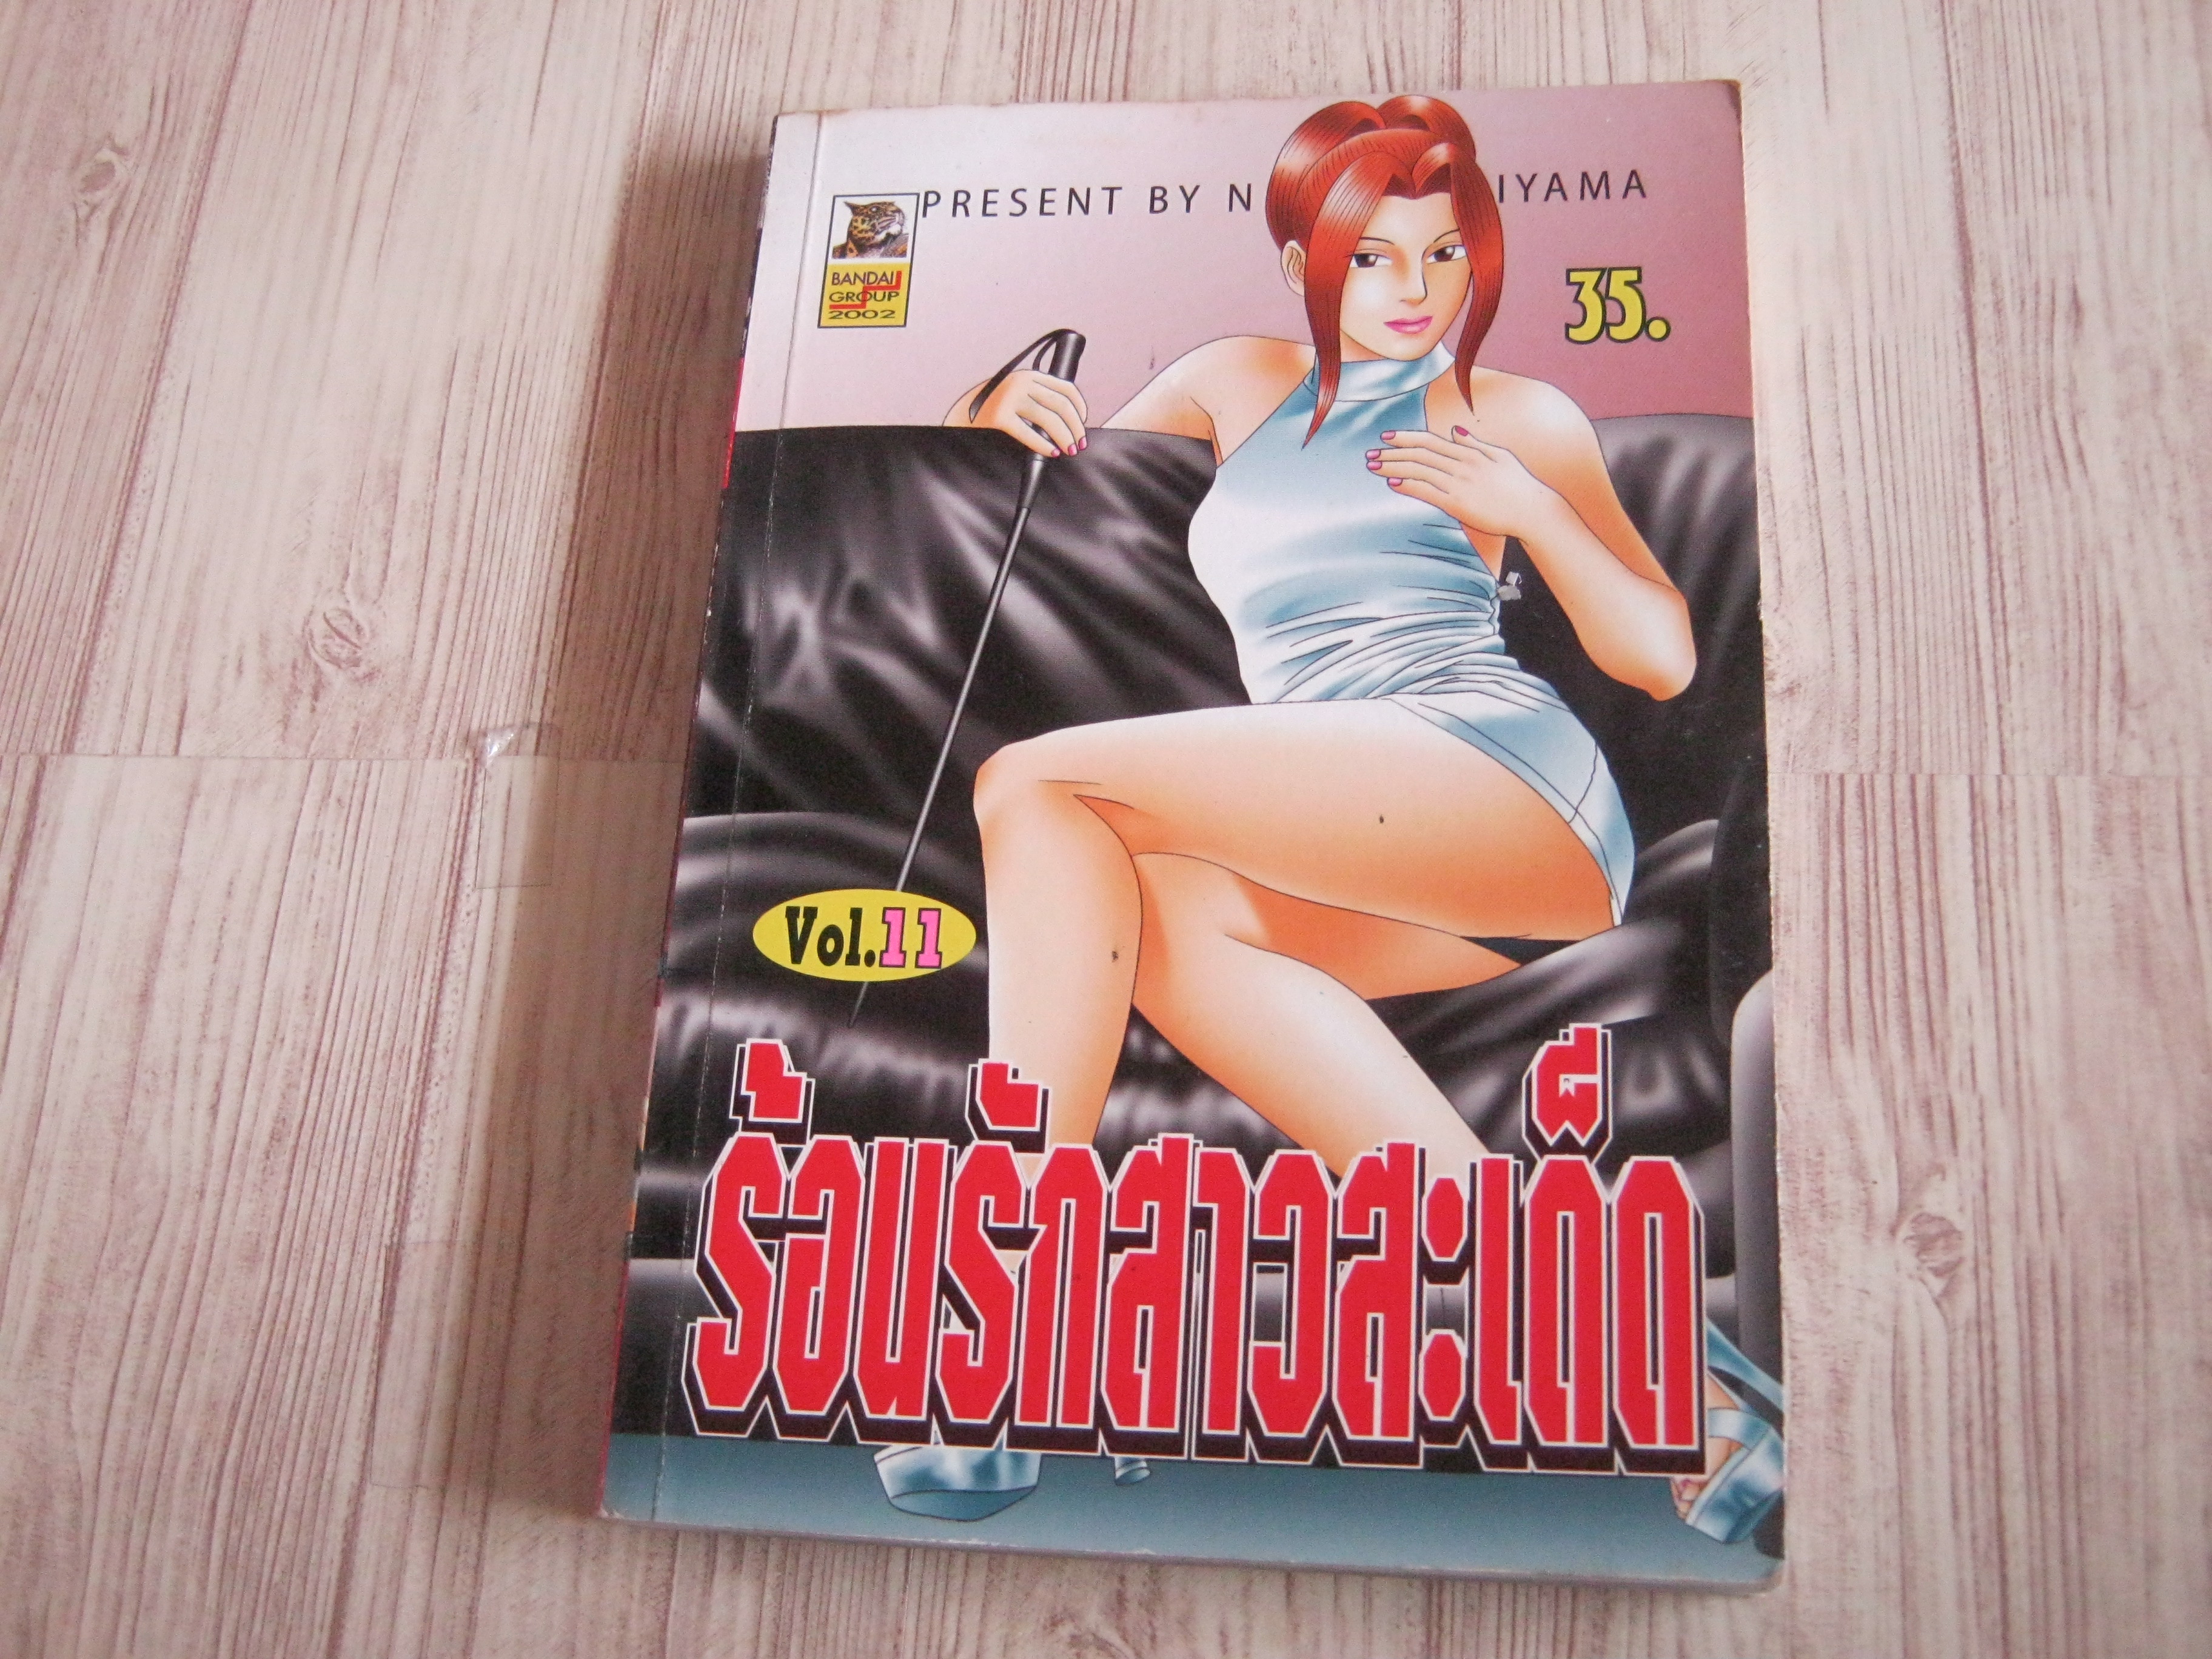 PRESENT BY N IYAMA
BANDAI
GROUP
2002
35.
Vol.11
ร้อนรักสาวสะเด็ด